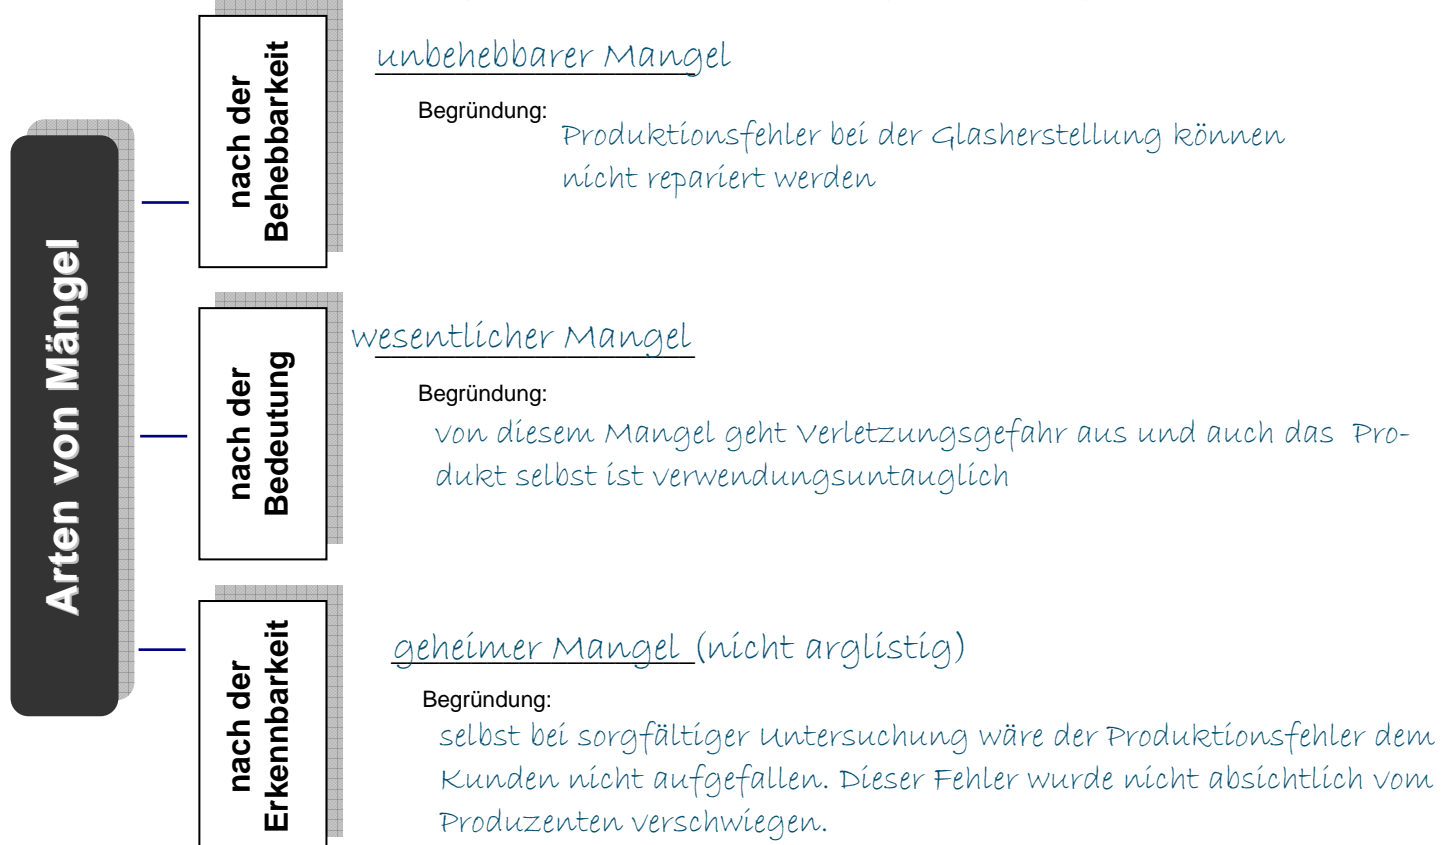 Arten von Mängel
nach der
Behebbarkeit
unbehebbarer Mangel
Begründung:
Produktionsfehler bei der Glasherstellung können
nicht repariert werden
nach der
Bedeutung
wesentlicher Mangel
Begründung:
von diesem Mangel geht Verletzungsgefahr aus und auch das Pro-
dukt selbst ist verwendungsuntauglich
nach der
Erkennbarkeit
geheimer Mangel (nicht arglistig)
Begründung:
selbst bei sorgfältiger Untersuchung wäre der Produktionsfehler dem
Kunden nicht aufgefallen. Dieser Fehler wurde nicht absichtlich vom
Produzenten verschwiegen.